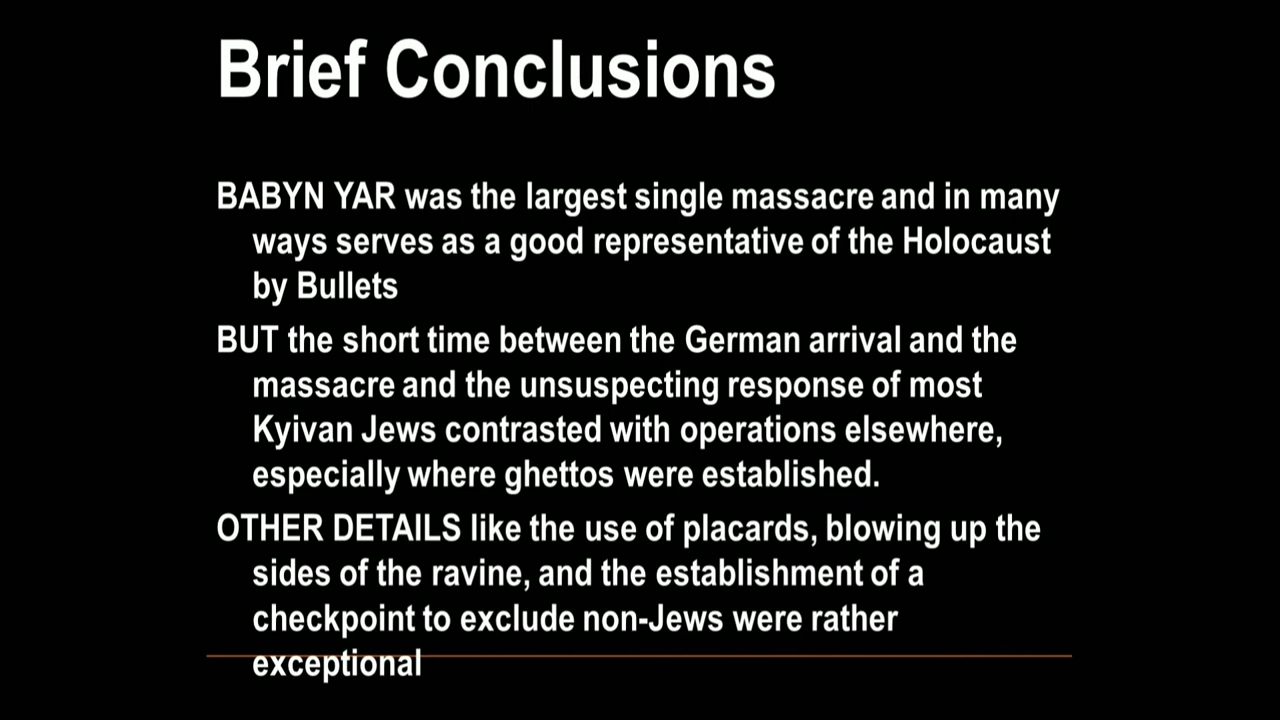 Brief Conclusions
BABYN YAR was the largest single massacre and in many
ways serves as a good representative of the Holocaust
by Bullets
BUT the short time between the German arrival and the
massacre and the unsuspecting response of most
Kyivan Jews contrasted with operations elsewhere,
especially where ghettos were established.
OTHER DETAILS like the use of placards, blowing up the
sides of the ravine, and the establishment of a
checkpoint to exclude non-Jews were rather
exceptional